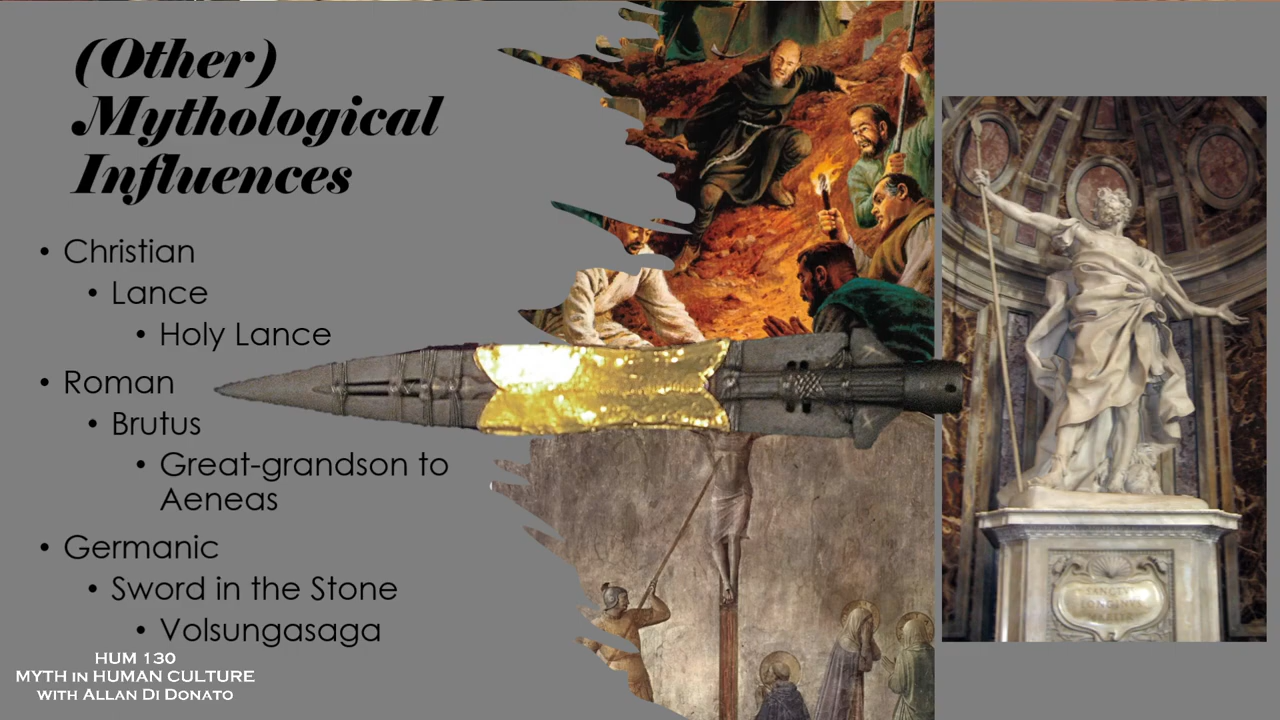 (Other)
Mythological
Influences
• Christian
• Lance
• Holy Lance
• Roman
• Brutus
• Great-grandson to
Aeneas
• Germanic
• Sword in the Stone
• Volsungasaga
HUM 130
MYTH IN HUMAN CULTURE
WITH ALLAN DI DONATO